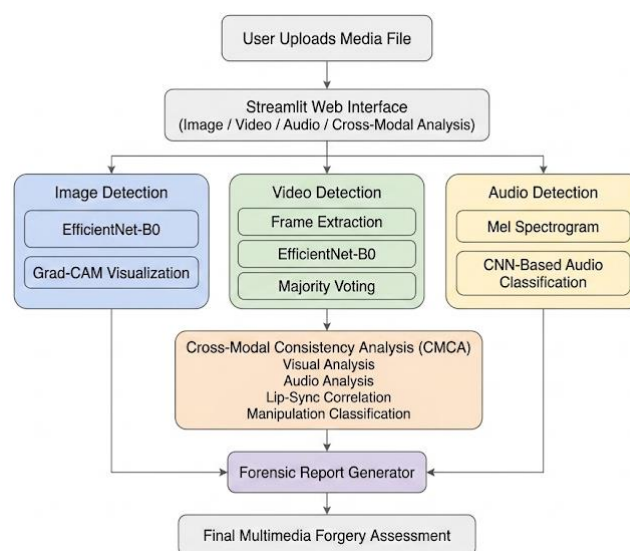 User Uploads Media File
Streamlit Web Interface
(Image / Video / Audio / Cross-Modal Analysis)
Image Detection
EfficientNet-B0
Grad-CAM Visualization
Video Detection
Frame Extraction
EfficientNet-B0
Majority Voting
Audio Detection
Mel Spectrogram
CNN-Based Audio
Classification
Cross-Modal Consistency Analysis (CMCA)
Visual Analysis
Audio Analysis
Lip-Sync Correlation
Manipulation Classification
Forensic Report Generator
Final Multimedia Forgery Assessment